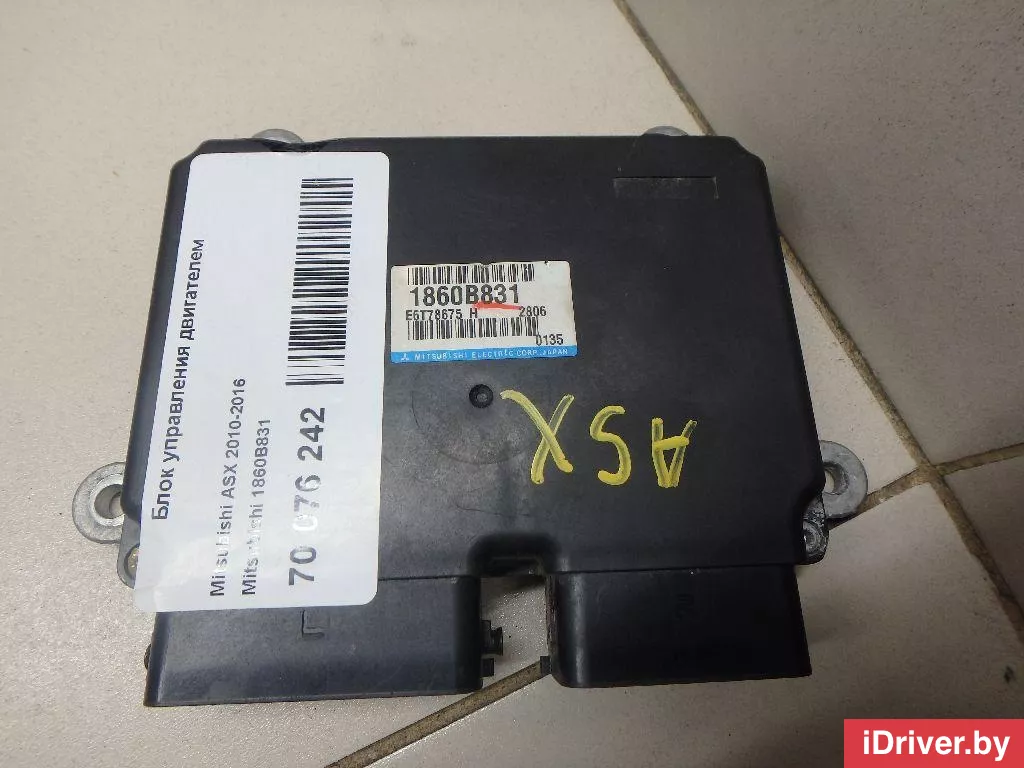 Блок управления двигателем
Mitsubishi ASX 2010-2016
Mitsubishi 1860B831
70 076 242
1860B831
E6T78675 H 2806
0135
MITSUBISHI ELECTRIC CORP. JAPAN
ASX
iDriver.by